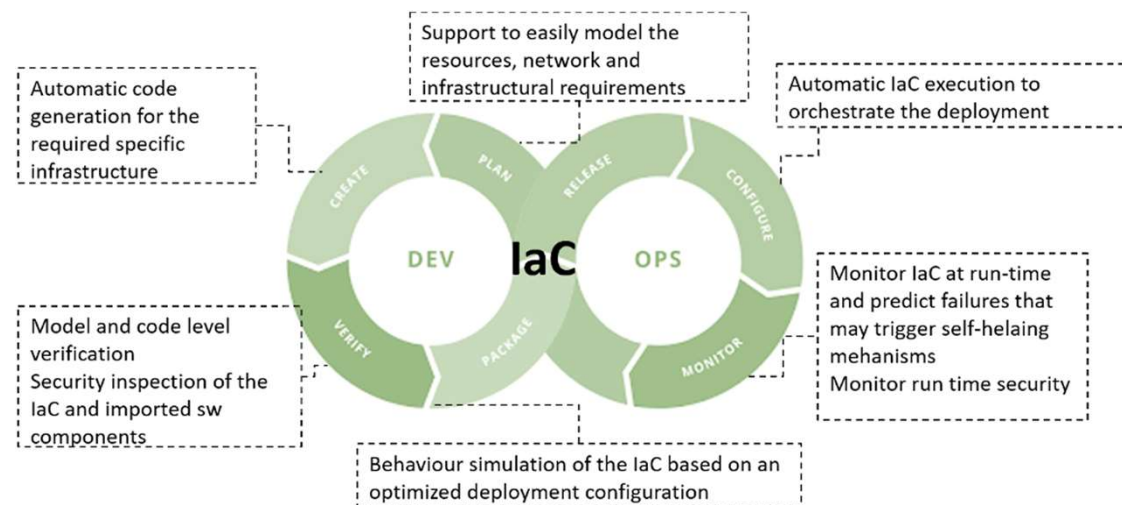 Support to easily model the
resources, network and
infrastructural requirements
Automatic code
generation for the
required specific
infrastructure
Automatic IaC execution to
orchestrate the deployment
CREATE
PLAN
RELEASE
CONFIGURE
DEV
IaC
OPS
VERIFY
PACKAGE
MONITOR
Model and code level
verification
Security inspection of the
IaC and imported sw
components
Monitor IaC at run-time
and predict failures that
may trigger self-helaing
mehanisms
Monitor run time security
Behaviour simulation of the IaC based on an
optimized deployment configuration